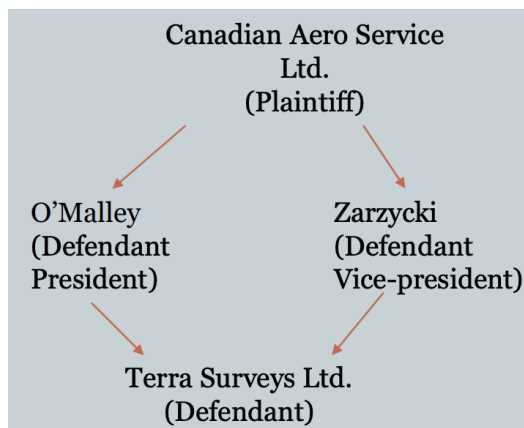 Canadian Aero Service
Ltd.
(Plaintiff)
O’Malley
(Defendant
President)
Zarzycki
(Defendant
Vice-president)
Terra Surveys Ltd.
(Defendant)